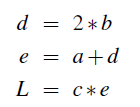 d = 2*b
e = a+d
L = c*e